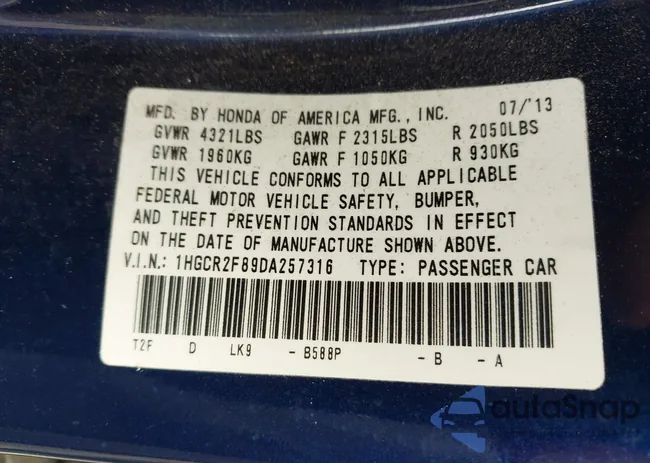 MFD. BY HONDA OF AMERICA MFG., INC. 07/'13
GVWR 4321LBS GAWR F 2315LBS R 2050LBS
GVWR 1960KG GAWR F 1050KG R 930KG
THIS VEHICLE CONFORMS TO ALL APPLICABLE
FEDERAL MOTOR VEHICLE SAFETY, BUMPER,
AND THEFT PREVENTION STANDARDS IN EFFECT
ON THE DATE OF MANUFACTURE SHOWN ABOVE.
V.I.N.: 1HGCR2F89DA257316 TYPE: PASSENGER CAR
T2F D LK9 - B588P - B - A
autoSnap